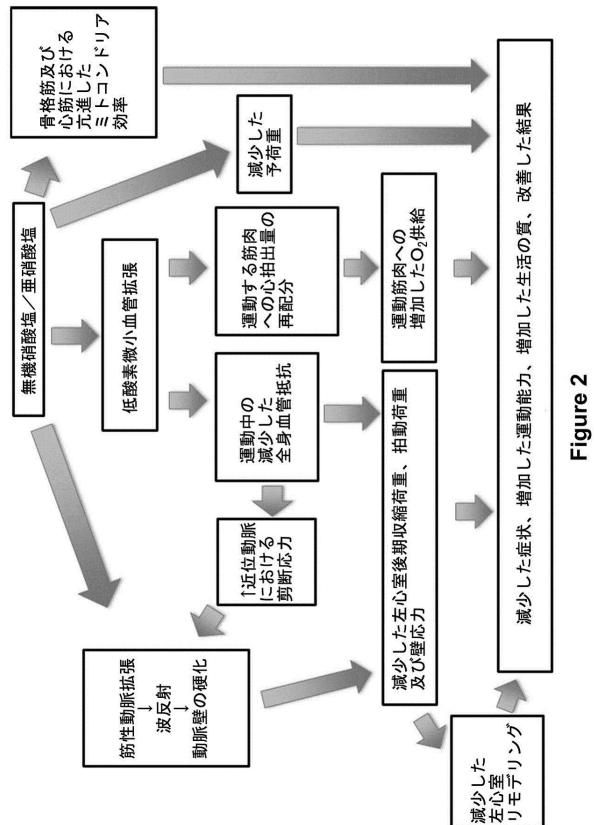 無機硝酸塩／亜硝酸塩
骨格筋及び
心筋における
亢進した
ミトコンドリア
効率
低酸素微小血管拡張
筋性動脈拡張
↓
波反射
↓
動脈壁の硬化
↑近位動脈
における
剪断応力
運動中の
減少した
全身血管抵抗
運動する筋肉
への心拍出量の
再配分
減少した
予荷重
減少した左心室後期収縮荷重、拍動荷重
及び壁応力
運動筋肉への
増加したO₂供給
減少した
左心室
リモデリング
減少した症状、増加した運動能力、増加した生活の質、改善した結果
Figure 2